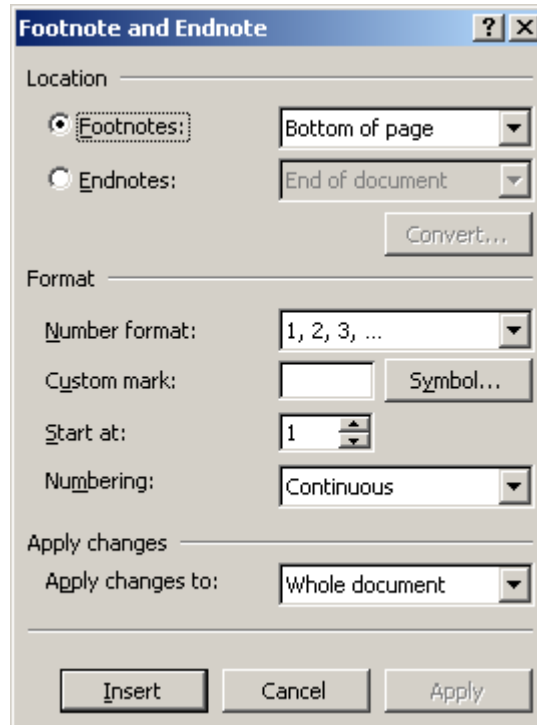 Footnote and Endnote ?
Location
Footnotes: Bottom of page
Endnotes: End of document
Convert...
Format
Number format: 1, 2, 3, ...
Custom mark: Symbol...
Start at: 1
Numbering: Continuous
Apply changes
Apply changes to: Whole document
Insert Cancel Apply